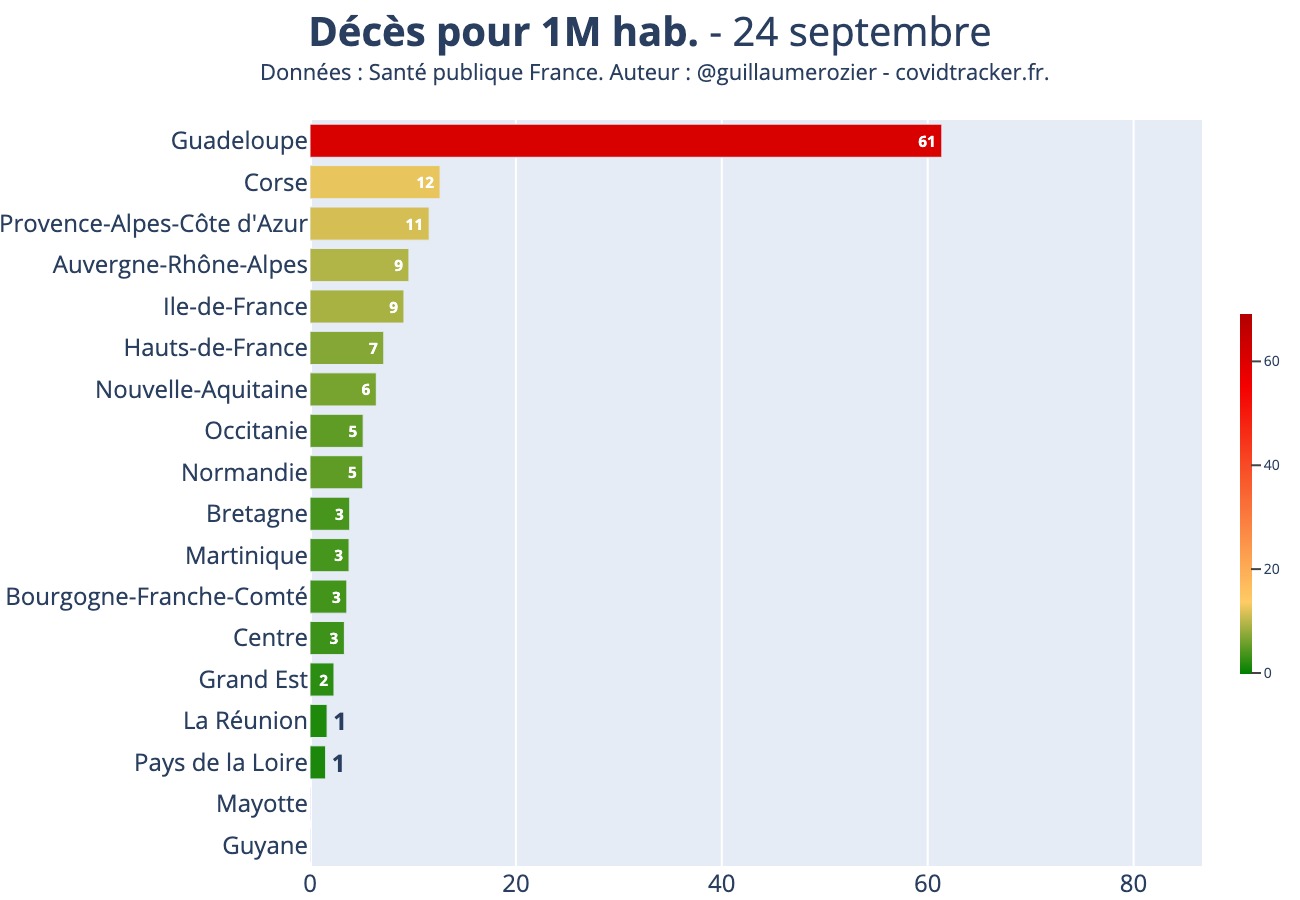 Décès pour 1M hab. - 24 septembre
Données : Santé publique France. Auteur : @guillaumerozier - covidtracker.fr.
Guadeloupe 61
Corse 12
Provence-Alpes-Côte d'Azur 11
Auvergne-Rhône-Alpes 9
Ile-de-France 9
Hauts-de-France 7
Nouvelle-Aquitaine 6
Occitanie 5
Normandie 5
Bretagne 3
Martinique 3
Bourgogne-Franche-Comté 3
Centre 3
Grand Est 2
La Réunion 1
Pays de la Loire 1
Mayotte
Guyane
0 20 40 60 80
60
40
20
0